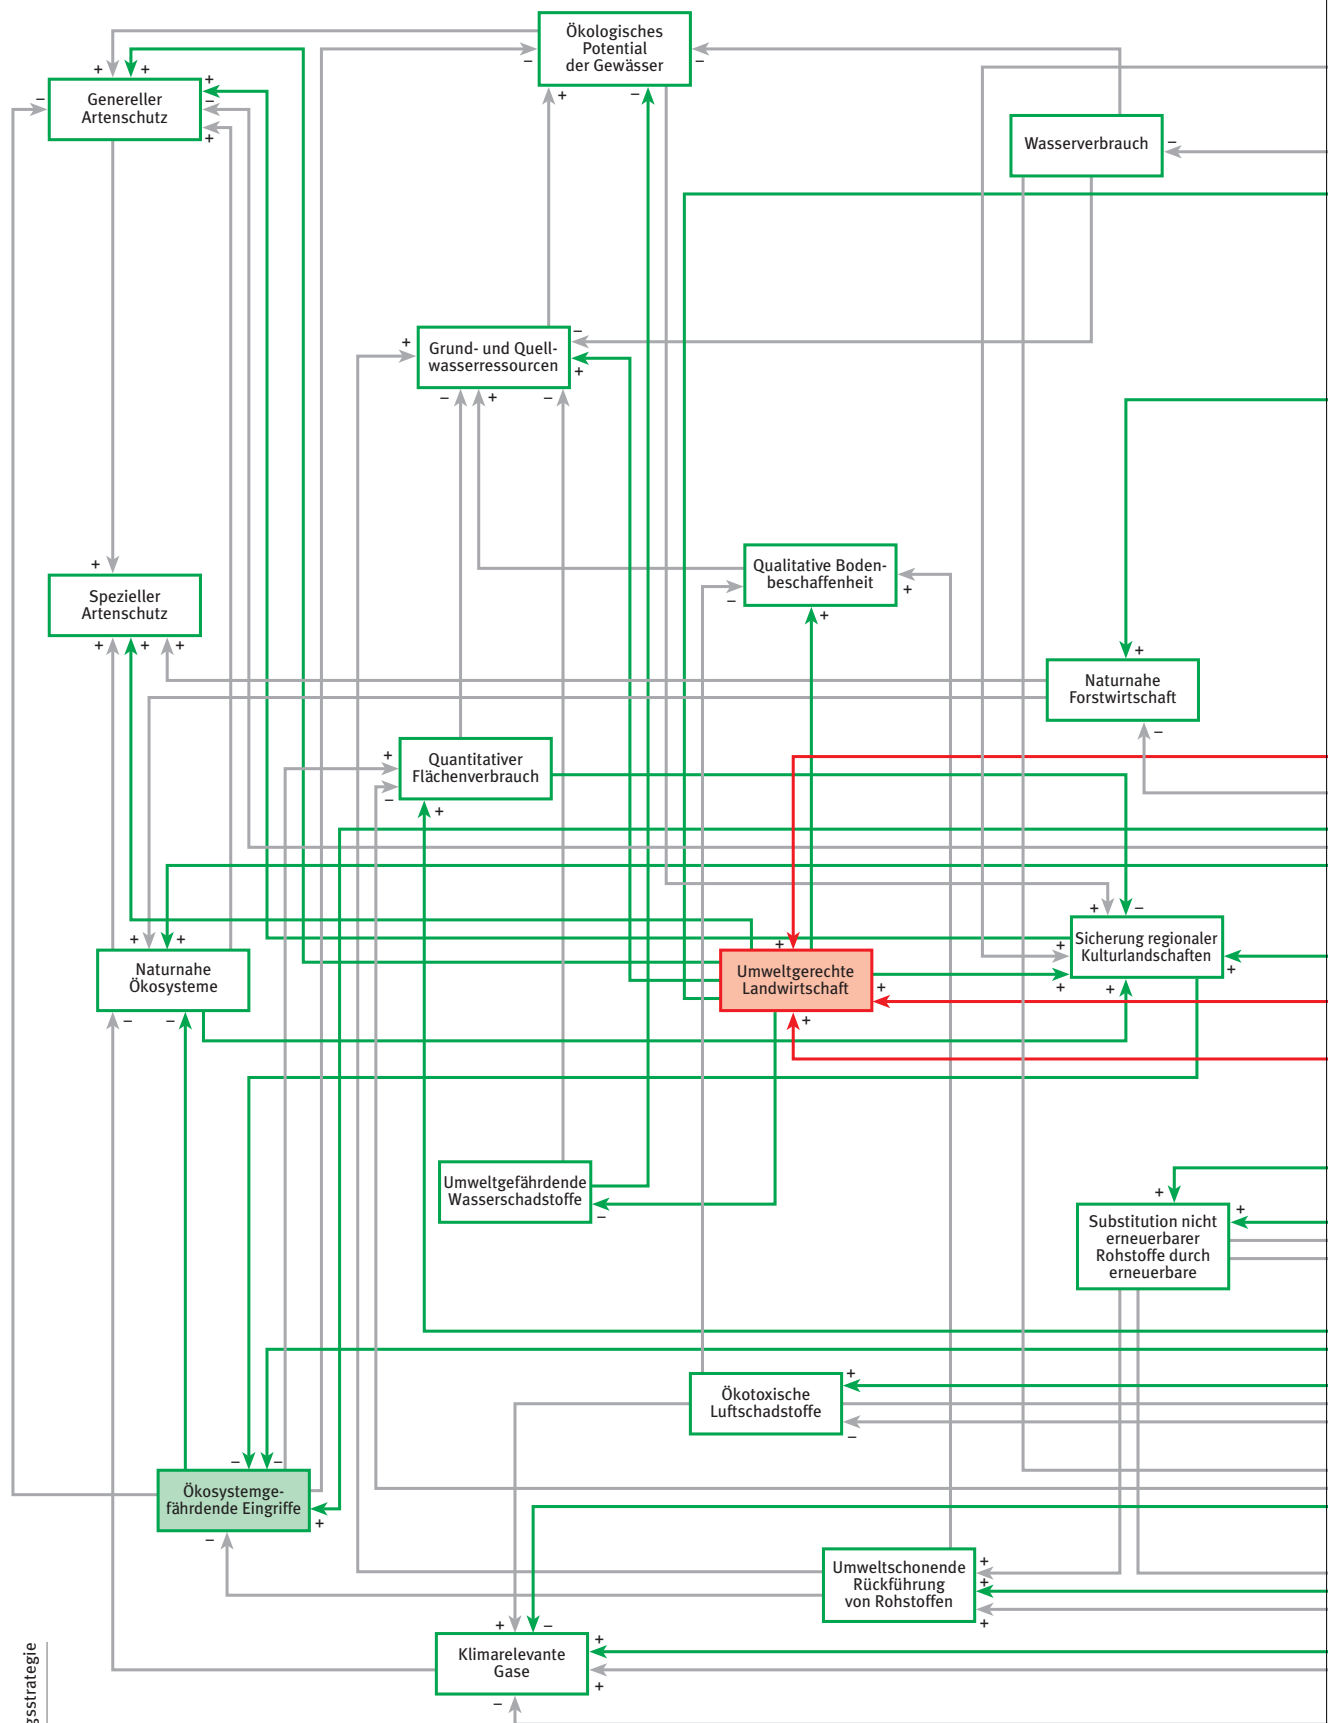 Ökologisches
Potential
der Gewässer
Genereller
Artenschutz
Wasserverbrauch
Grund- und Quell-
wasserressourcen
Qualitative Boden-
beschaffenheit
Spezieller
Artenschutz
Naturnahe
Forstwirtschaft
Quantitativer
Flächenverbrauch
Sicherung regionaler
Kulturlandschaften
Naturnahe
Ökosysteme
Umweltgerechte
Landwirtschaft
Umweltgefährdende
Wasserschadstoffe
Substitution nicht
erneuerbarer
Rohstoffe durch
erneuerbare
Ökotoxische
Luftschadstoffe
Ökosystemge-
fährdende Eingriffe
Umweltschonende
Rückführung
von Rohstoffen
Klimarelevante
Gase